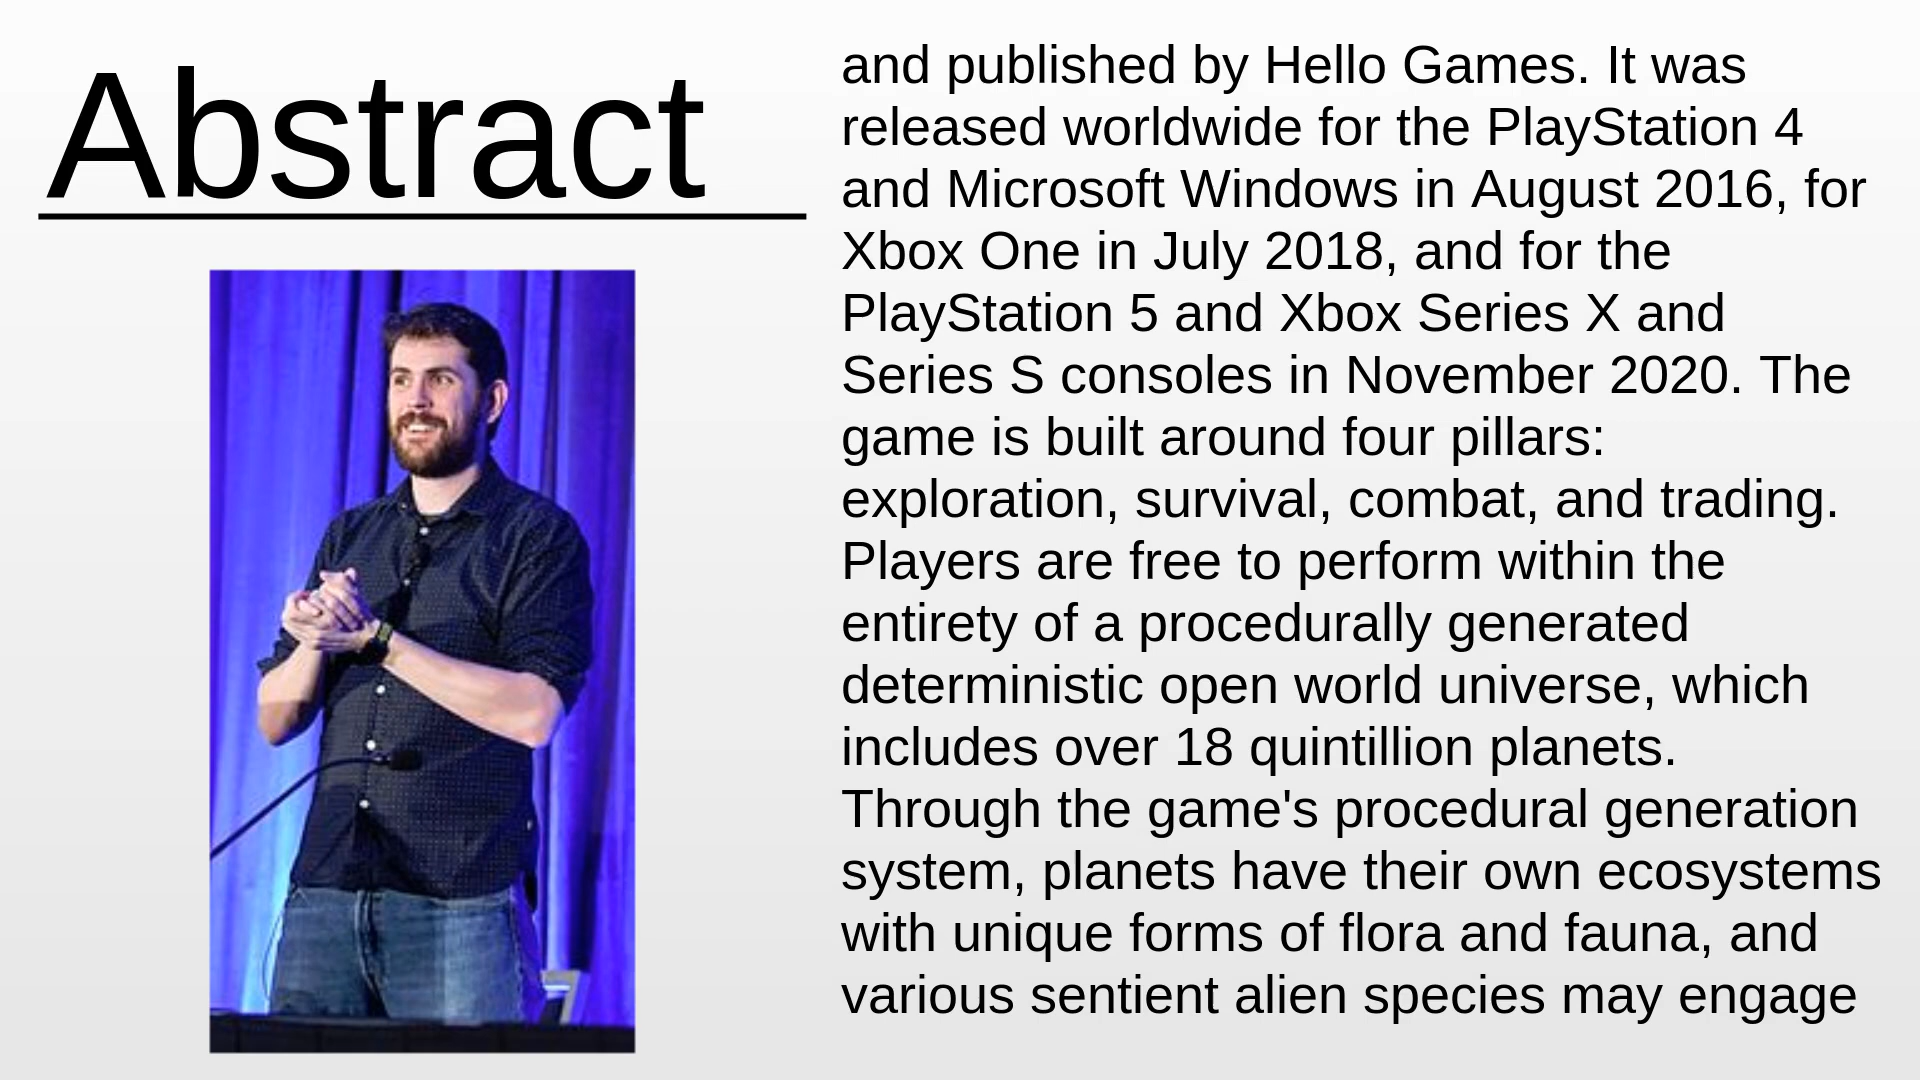 Abstract
and published by Hello Games. It was
released worldwide for the PlayStation 4
and Microsoft Windows in August 2016, for
Xbox One in July 2018, and for the
PlayStation 5 and Xbox Series X and
Series S consoles in November 2020. The
game is built around four pillars:
exploration, survival, combat, and trading.
Players are free to perform within the
entirety of a procedurally generated
deterministic open world universe, which
includes over 18 quintillion planets.
Through the game's procedural generation
system, planets have their own ecosystems
with unique forms of flora and fauna, and
various sentient alien species may engage